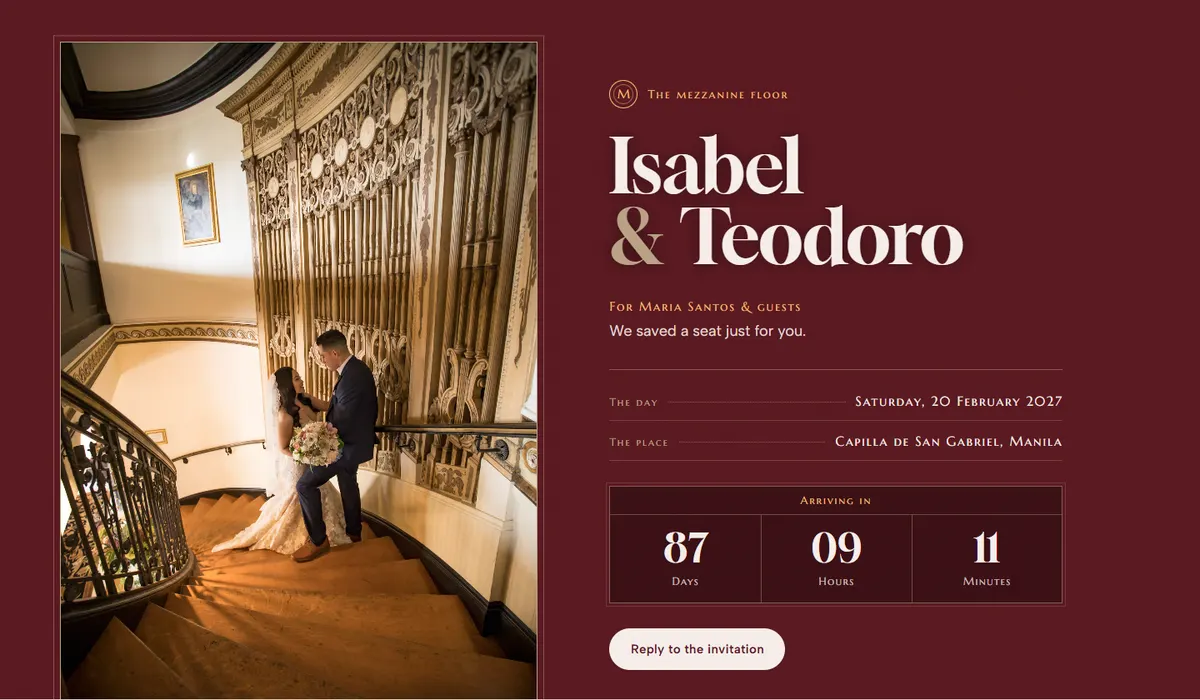 M The mezzanine floor
Isabel
& Teodoro
For Maria Santos & guests
We saved a seat just for you.
The day Saturday, 20 February 2027
The place Capilla de San Gabriel, Manila
Arriving in
87 09 11
Days Hours Minutes
Reply to the invitation